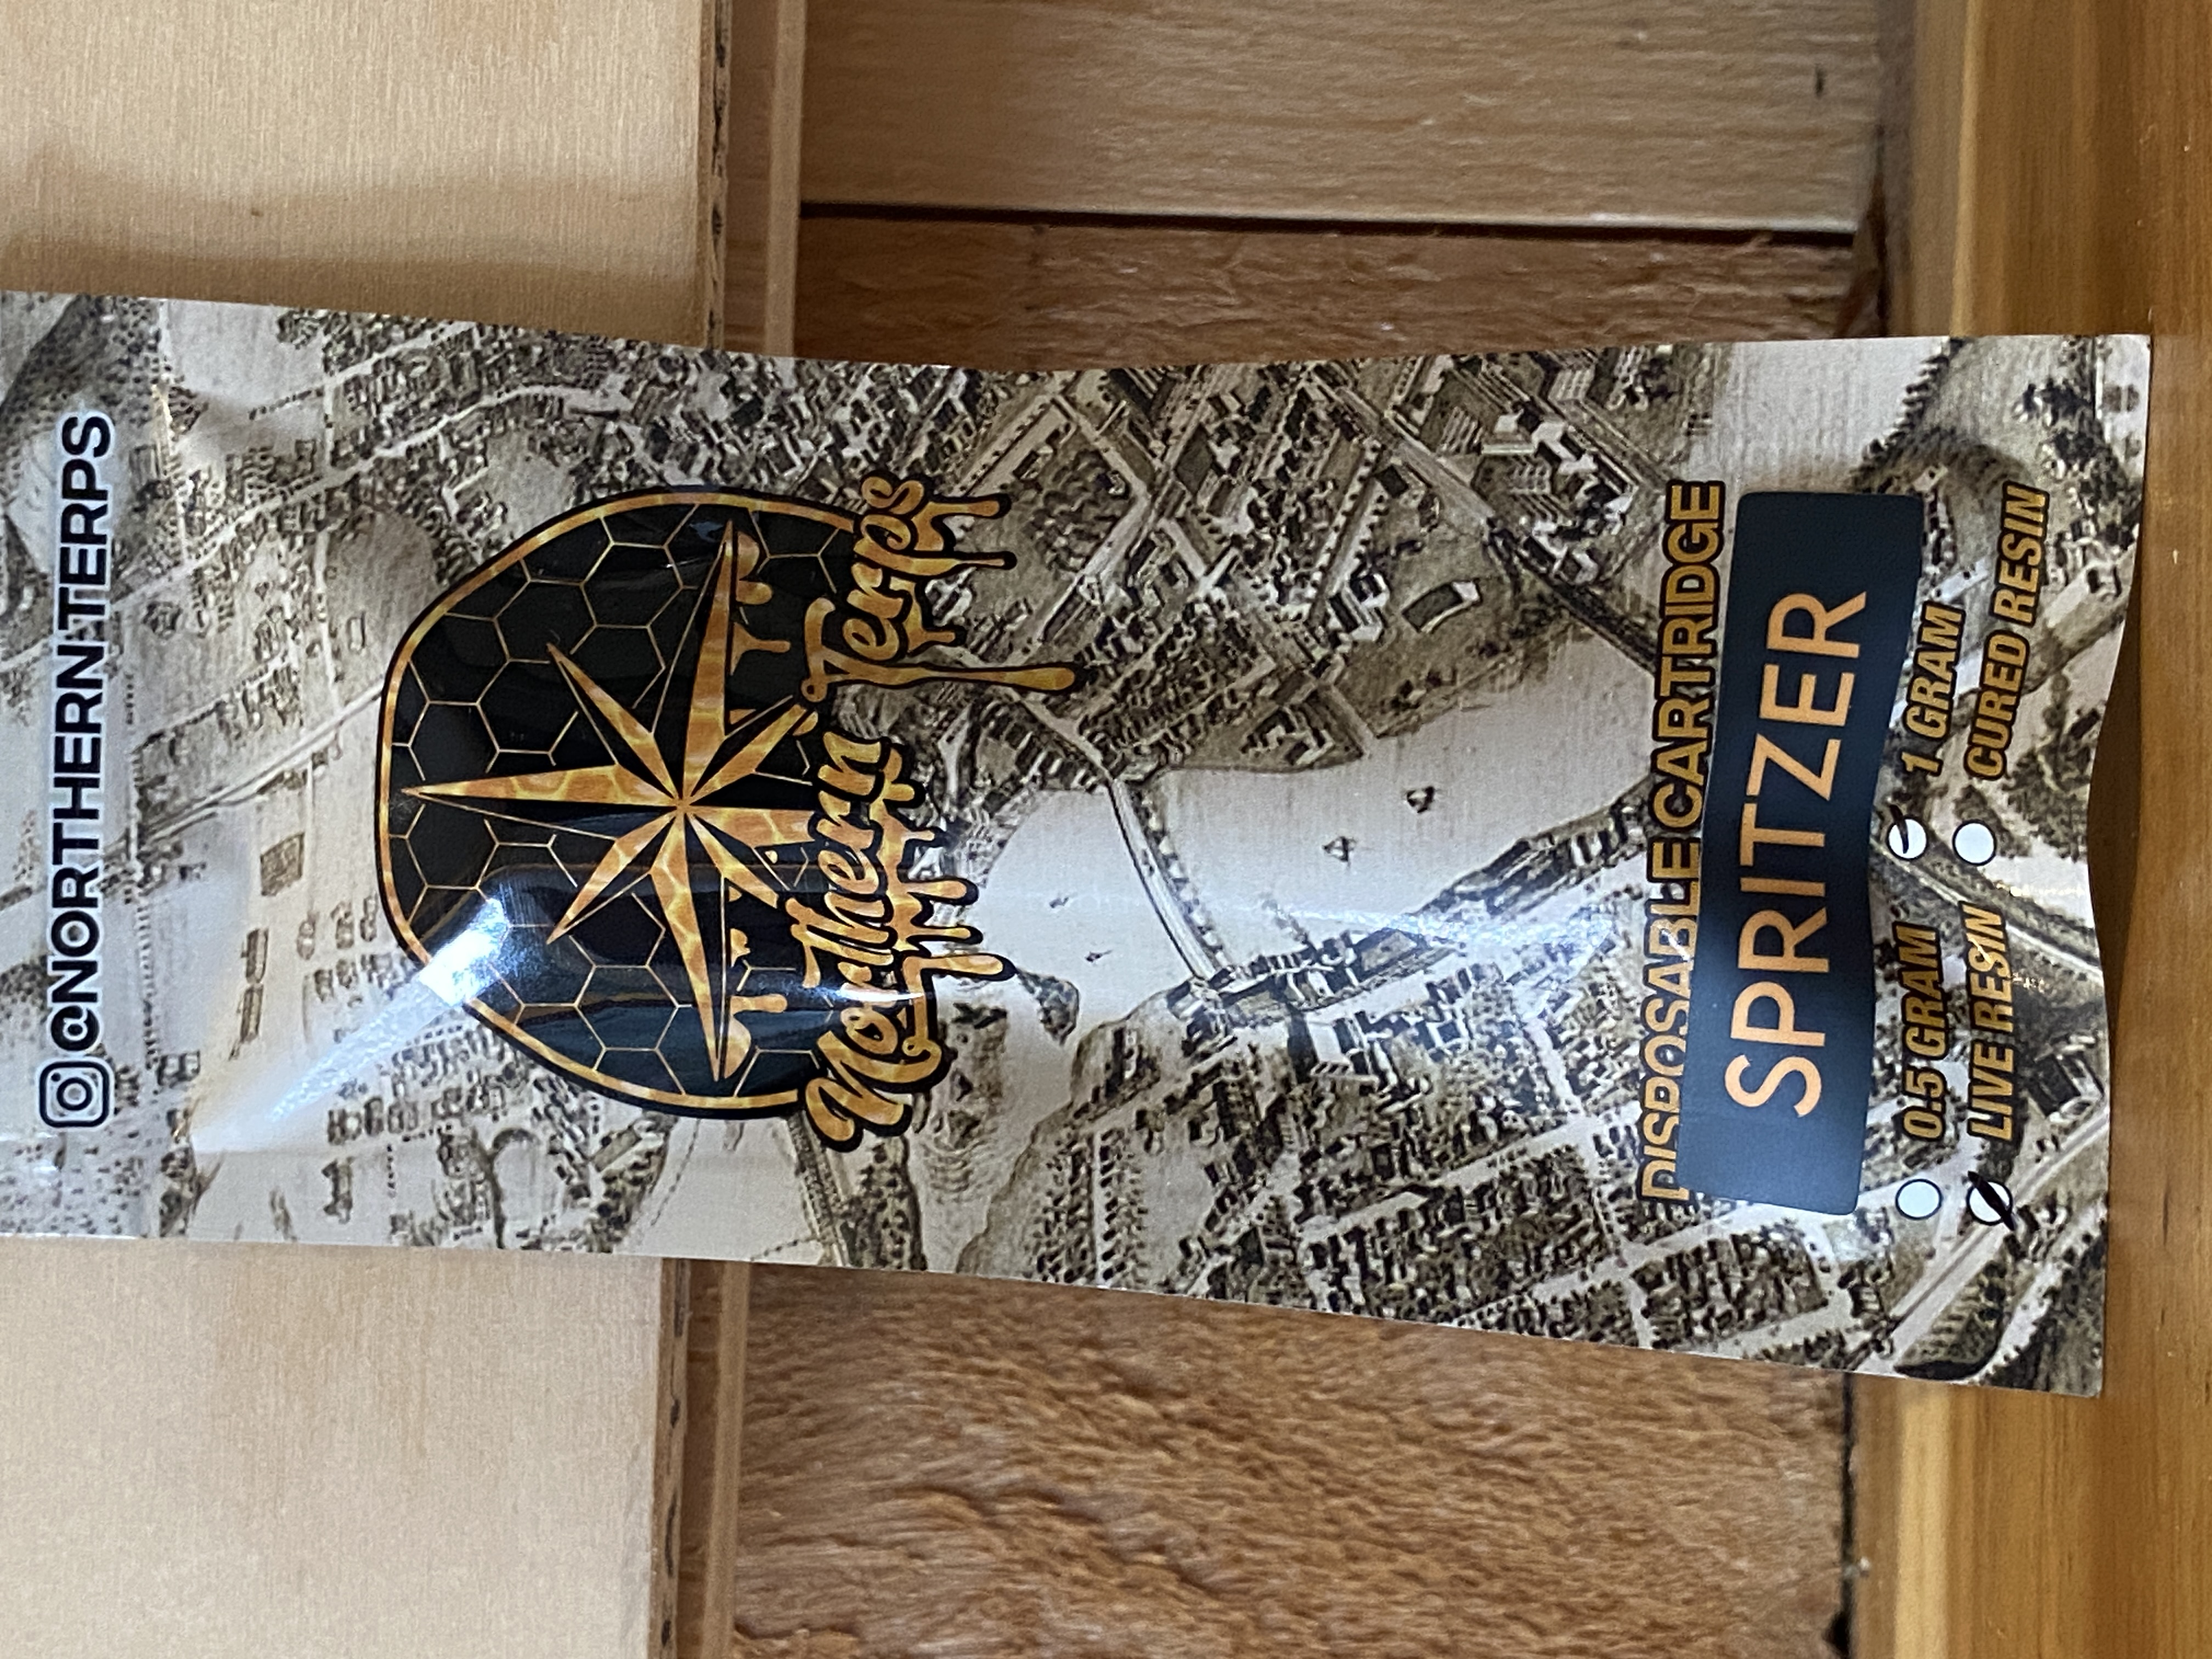 @NORTHERN.TERPS
Northern Terps
DISPOSABLE CARTRIDGE
SPRITZER
0.5 GRAM 1 GRAM
LIVE RESIN CURED RESIN